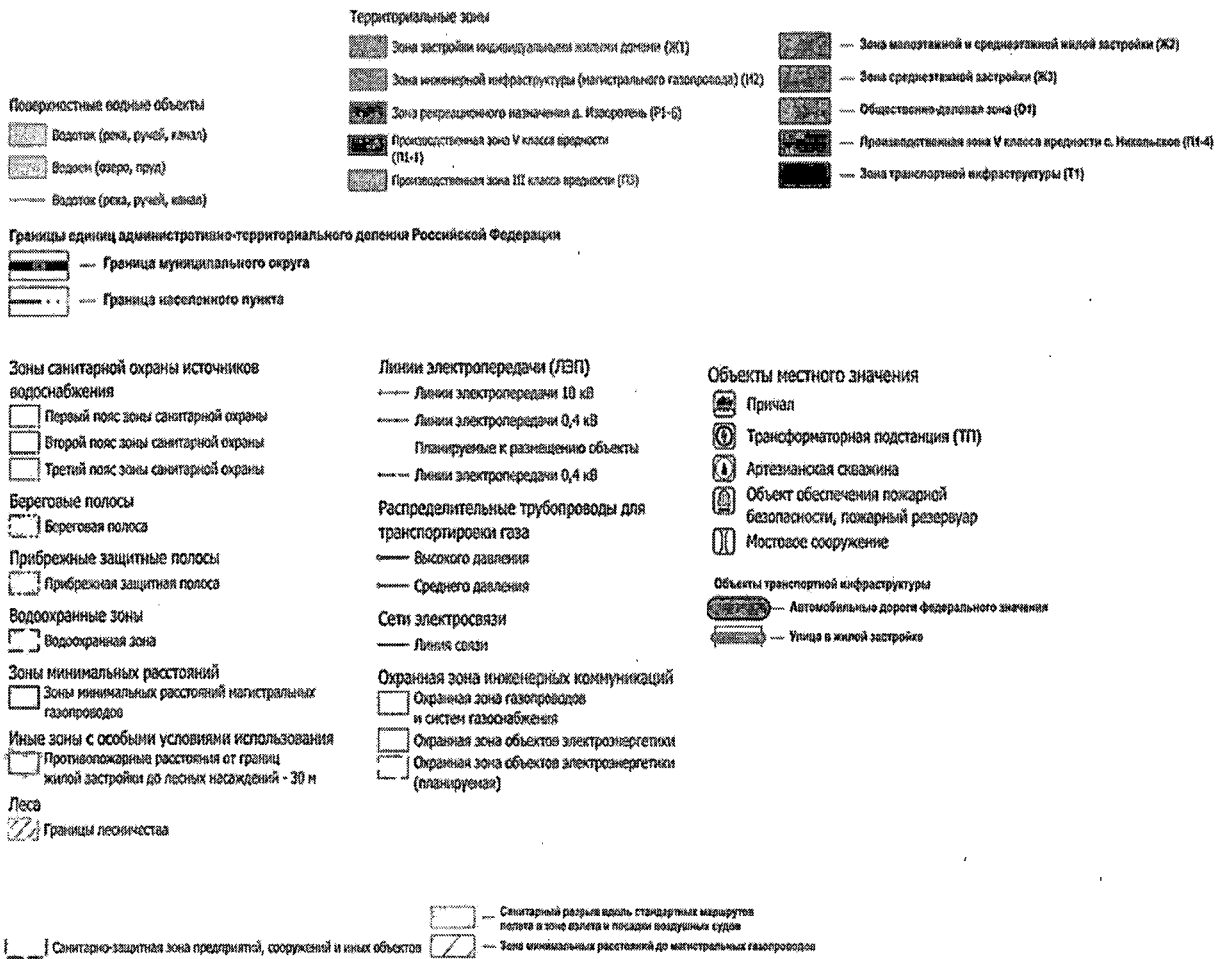 Территориальные зоны
Зона застройки индивидуальными жилыми домами (Ж1)
Зона инженерной инфраструктуры (магистрального газопровода) (И2)
Зона рекреационного назначения д. Изворотень (Р1-6)
Производственная зона V класса вредности
(П1-1)
Производственная зона III класса вредности (П3)
— Зона малоэтажной и среднеэтажной жилой застройки (Ж2)
— Зона среднеэтажной застройки (Ж3)
— Общественно-деловая зона (О1)
— Производственная зона V класса вредности с. Никольское (П1-4)
— Зона транспортной инфраструктуры (Т1)
Поверхностные водные объекты
Водоток (река, ручей, канал)
Водоем (озеро, пруд)
Водоток (река, ручей, канал)
Границы единиц административно-территориального деления Российской Федерации
— Граница муниципального округа
— Граница населенного пункта
Зоны санитарной охраны источников
водоснабжения
Первый пояс зоны санитарной охраны
Второй пояс зоны санитарной охраны
Третий пояс зоны санитарной охраны
Береговые полосы
Береговая полоса
Прибрежные защитные полосы
Прибрежная защитная полоса
Водоохранные зоны
Водоохранная зона
Зоны минимальных расстояний
Зоны минимальных расстояний магистральных
газопроводов
Иные зоны с особыми условиями использования
Противопожарные расстояния от границ
жилой застройки до лесных насаждений - 30 м
Леса
Границы лесничества
Линии электропередачи (ЛЭП)
Линии электропередачи 10 кВ
Линии электропередачи 0,4 кВ
Планируемые к размещению объекты
Линии электропередачи 0,4 кВ
Распределительные трубопроводы для
транспортировки газа
Высокого давления
Среднего давления
Сети электросвязи
Линия связи
Охранная зона инженерных коммуникаций
Охранная зона газопроводов
и систем газоснабжения
Охранная зона объектов электроэнергетики
Охранная зона объектов электроэнергетики
(планируемая)
Объекты местного значения
Причал
Трансформаторная подстанция (ТП)
Артезианская скважина
Объект обеспечения пожарной
безопасности, пожарный резервуар
Мостовое сооружение
Объекты транспортной инфраструктуры
— Автомобильные дороги федерального значения
— Улица в жилой застройке
Санитарно-защитная зона предприятий, сооружений и иных объектов
— Санитарный разрыв вдоль стандартных маршрутов
полета в зоне взлета и посадки воздушных судов
— Зона минимальных расстояний до магистральных газопроводов